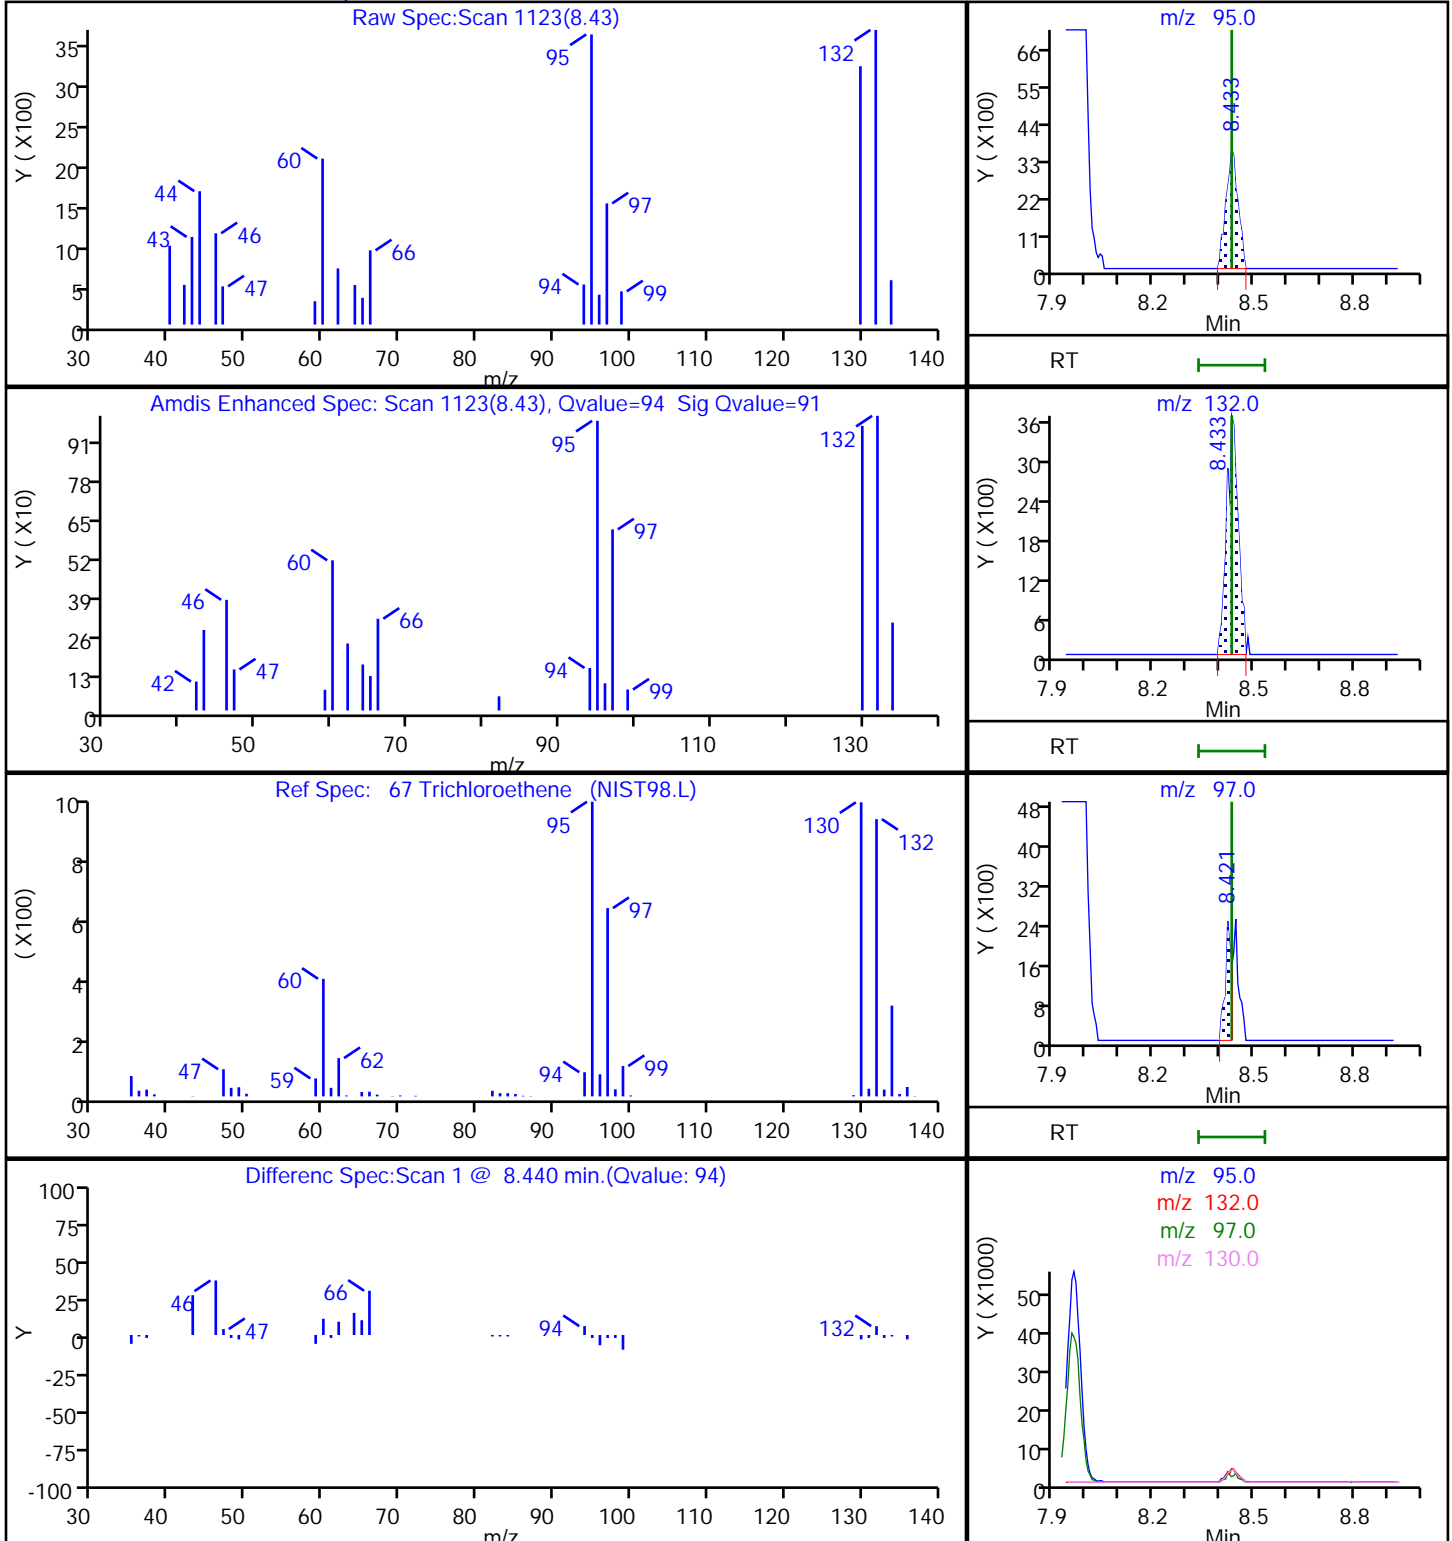 Raw Spec:Scan 1123(8.43)
Y ( X100)
35
30
25
20
15
10
5
0
44
43
46
47
60
66
95
94
97
99
132
30 40 50 60 70 80 90 100 110 120 130 140
m/z
m/z 95.0
Y ( X100)
66
55
44
33
22
11
0
8.433
7.9 8.2 8.5 8.8
Min
RT
Amdis Enhanced Spec: Scan 1123(8.43), Qvalue=94 Sig Qvalue=91
Y ( X10)
91
78
65
52
39
26
13
0
42
46
47
60
66
95
94
97
99
132
30 50 70 90 110 130
m/z
m/z 132.0
Y ( X100)
36
30
24
18
12
6
0
8.433
7.9 8.2 8.5 8.8
Min
RT
Ref Spec: 67 Trichloroethene (NIST98.L)
( X100)
10
8
6
4
2
0
47
59
60
62
95
94
97
99
130
132
30 40 50 60 70 80 90 100 110 120 130 140
m/z 97.0
Y ( X100)
48
40
32
24
16
8
0
8.421
7.9 8.2 8.5 8.8
Min
RT
Differenc Spec:Scan 1 @ 8.440 min.(Qvalue: 94)
Y
100
75
50
25
0
-25
-50
-75
-100
46
47
66
94
132
30 40 50 60 70 80 90 100 110 120 130 140
m/z
m/z 95.0
m/z 132.0
m/z 97.0
m/z 130.0
Y ( X1000)
50
40
30
20
10
0
7.9 8.2 8.5 8.8
Min